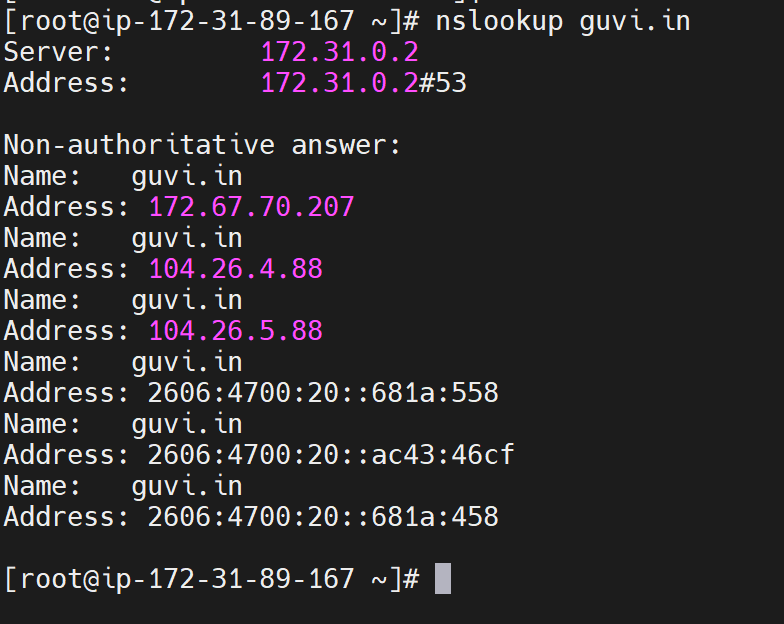 [root@ip-172-31-89-167 ~]# nslookup guvi.in
Server:         172.31.0.2
Address:        172.31.0.2#53

Non-authoritative answer:
Name:   guvi.in
Address: 172.67.70.207
Name:   guvi.in
Address: 104.26.4.88
Name:   guvi.in
Address: 104.26.5.88
Name:   guvi.in
Address: 2606:4700:20::681a:558
Name:   guvi.in
Address: 2606:4700:20::ac43:46cf
Name:   guvi.in
Address: 2606:4700:20::681a:458

[root@ip-172-31-89-167 ~]#